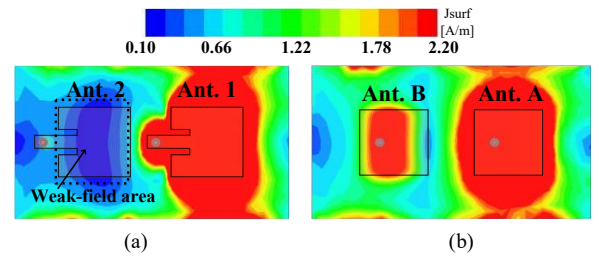 Jsurf
[A/m]
0.10 0.66 1.22 1.78 2.20
Ant. 2 Ant. 1
Weak-field area
Ant. B Ant. A
(a) (b)